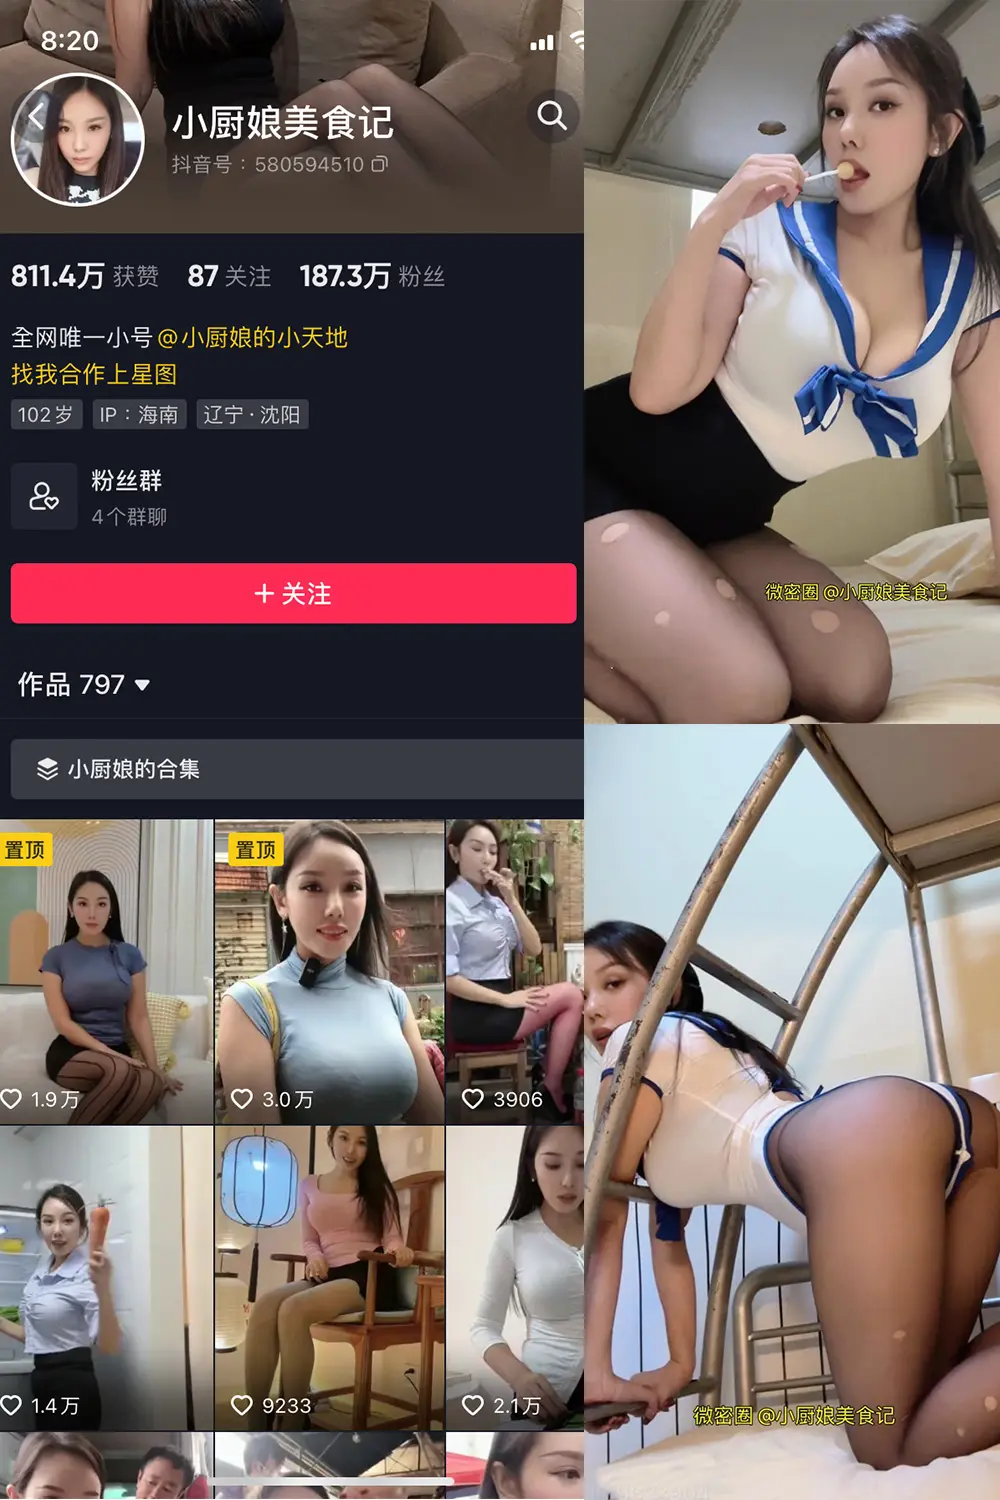 8:20
小厨娘美食记
抖音号：580594510
811.4万 获赞 87 关注 187.3万 粉丝
全网唯一小号@小厨娘的小天地
找我合作上星图
102岁 IP：海南 辽宁·沈阳
粉丝群
4个群聊
+ 关注
作品 797
小厨娘的合集
置顶
置顶
1.9万
3.0万
3906
1.4万
9233
2.1万
微密圈@小厨娘美食记
微密圈@小厨娘美食记